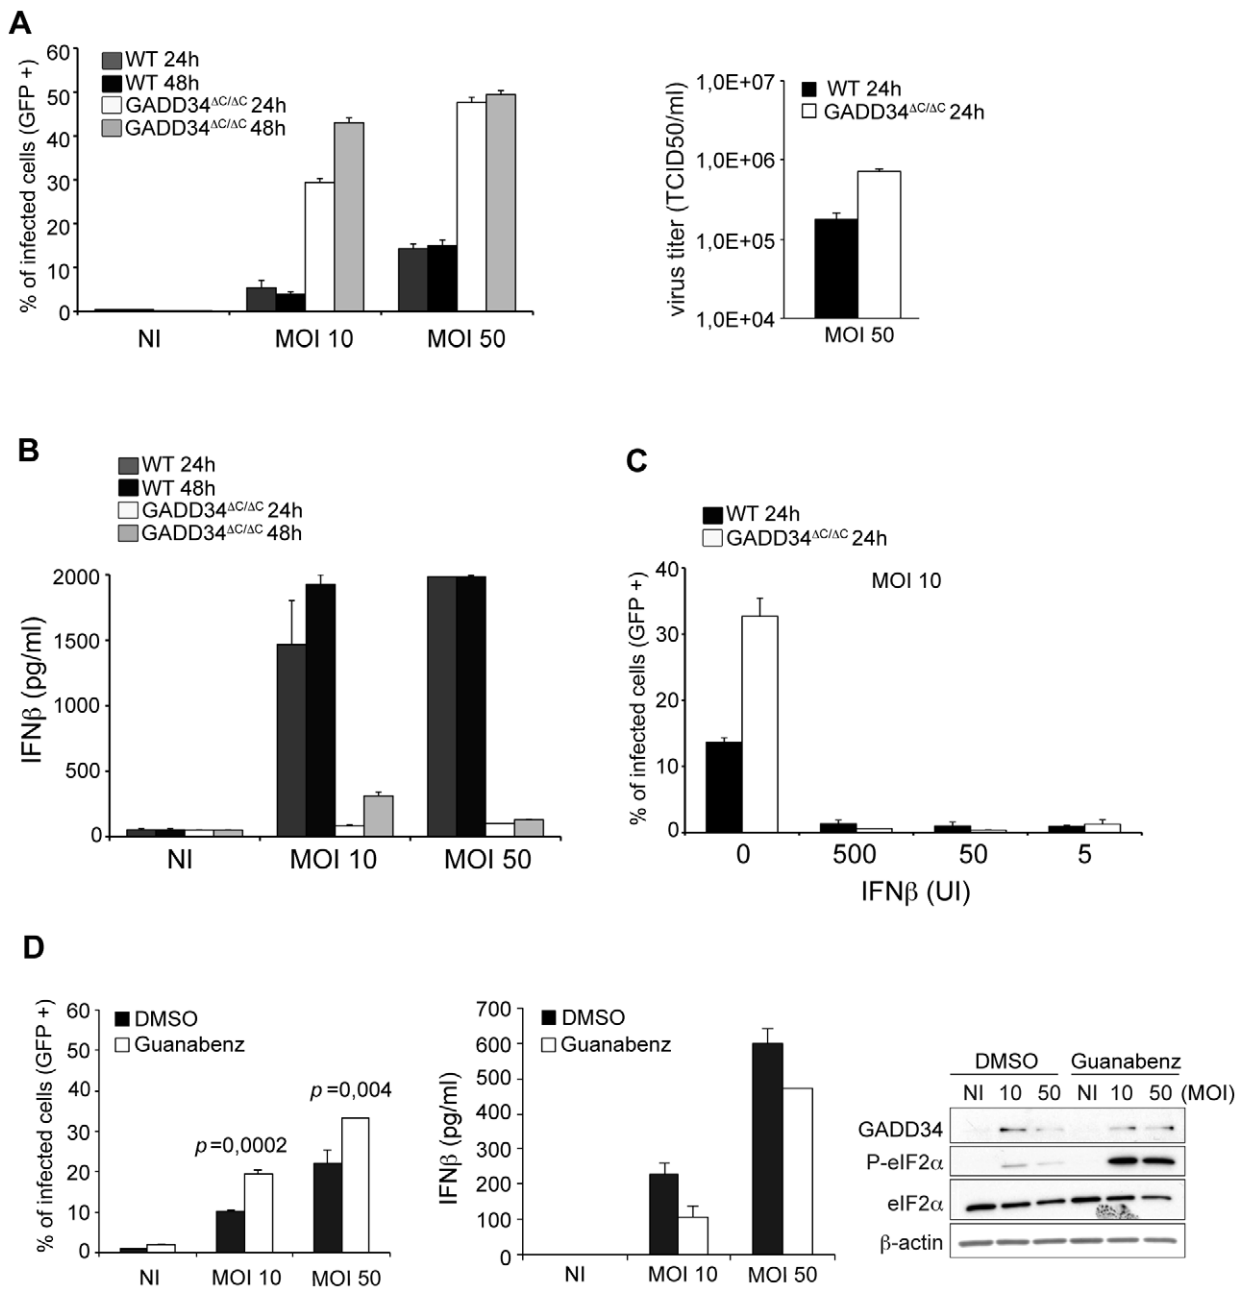 A
60
50
40
30
20
10
0
% of infected cells (GFP +)
WT 24h
WT 48h
GADD34ΔC/ΔC 24h
GADD34ΔC/ΔC 48h
NI
MOI 10
MOI 50
1,0E+07
1,0E+06
1,0E+05
1,0E+04
virus titer (TCID50/ml)
WT 24h
GADD34ΔC/ΔC 24h
MOI 50
B
WT 24h
WT 48h
GADD34ΔC/ΔC 24h
GADD34ΔC/ΔC 48h
2000
1500
1000
500
0
IFNβ (pg/ml)
NI
MOI 10
MOI 50
C
WT 24h
GADD34ΔC/ΔC 24h
MOI 10
40
30
20
10
0
% of infected cells (GFP +)
0
500
50
5
IFNβ (UI)
D
60
50
40
30
20
10
0
% of infected cells (GFP +)
DMSO
Guanabenz
p=0,0002
p=0,004
NI
MOI 10
MOI 50
700
600
500
400
300
200
100
0
IFNβ (pg/ml)
DMSO
Guanabenz
NI
MOI 10
MOI 50
DMSO Guanabenz
NI 10 50 NI 10 50 (MOI)
GADD34
P-eIF2α
eIF2α
β-actin